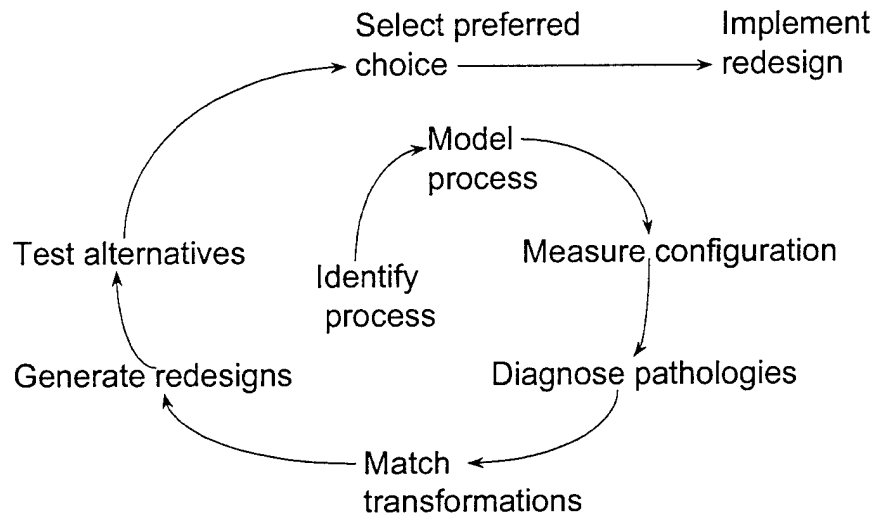 Select preferred
choice
Implement
redesign
Model
process
Test alternatives
Measure configuration
Identify
process
Generate redesigns
Diagnose pathologies
Match
transformations